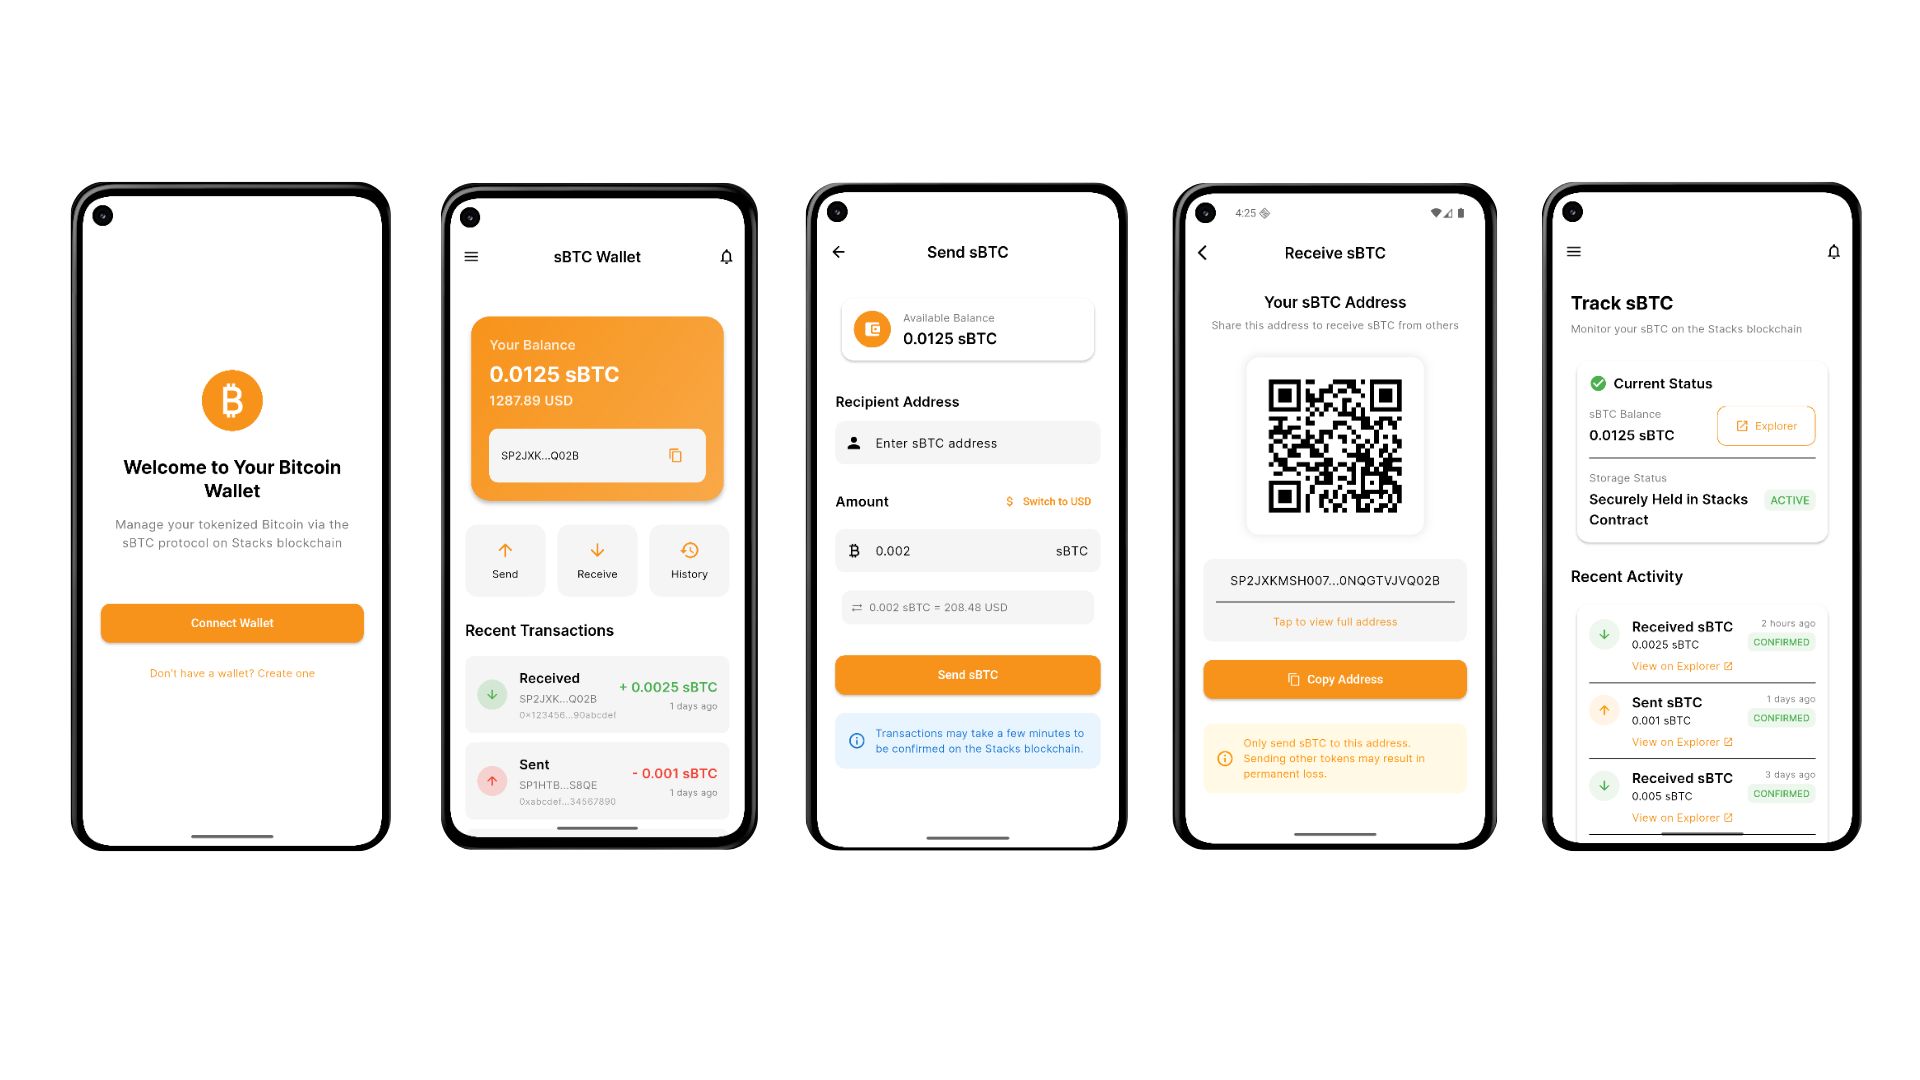 Welcome to Your Bitcoin
Wallet
Manage your tokenized Bitcoin via the
sBTC protocol on Stacks blockchain
Connect Wallet
Don't have a wallet? Create one
sBTC Wallet
Your Balance
0.0125 sBTC
1287.89 USD
SP2JXK...Q02B
Send
Receive
History
Recent Transactions
Received
+ 0.0025 sBTC
SP2JXK...Q02B
1 days ago
0x123456...90abcdef
Sent
- 0.001 sBTC
SP1HTB...S8QE
1 days ago
0xabcdef...34567890
Send sBTC
Available Balance
0.0125 sBTC
Recipient Address
Enter sBTC address
Amount
$ Switch to USD
0.002 sBTC
0.002 sBTC = 208.48 USD
Send sBTC
Transactions may take a few minutes to
be confirmed on the Stacks blockchain.
4:25
Receive sBTC
Your sBTC Address
Share this address to receive sBTC from others
SP2JXKMSH007...0NQGTVJVQ02B
Tap to view full address
Copy Address
Only send sBTC to this address.
Sending other tokens may result in
permanent loss.
Track sBTC
Monitor your sBTC on the Stacks blockchain
Current Status
sBTC Balance
0.0125 sBTC
Explorer
Storage Status
Securely Held in Stacks
Contract
ACTIVE
Recent Activity
Received sBTC
2 hours ago
0.0025 sBTC
CONFIRMED
View on Explorer
Sent sBTC
1 days ago
0.001 sBTC
CONFIRMED
View on Explorer
Received sBTC
3 days ago
0.005 sBTC
CONFIRMED
View on Explorer